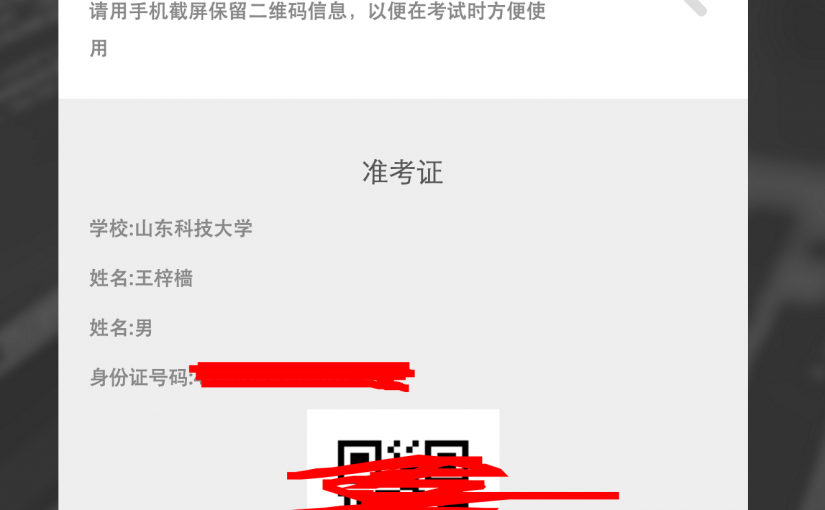 请用手机截屏保留二维码信息，以便在考试时方便使
用
准考证
学校:山东科技大学
姓名:王梓樯
姓名:男
身份证号码: